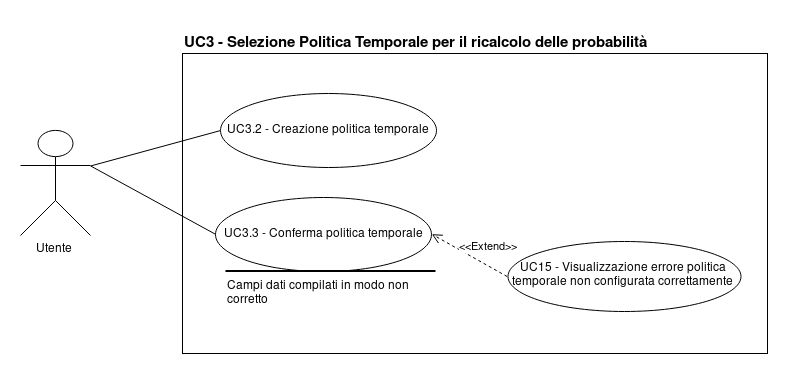 UC3 - Selezione Politica Temporale per il ricalcolo delle probabilità
UC3.2 - Creazione politica temporale
UC3.3 - Conferma politica temporale
<<Extend>>
Utente
UC15 - Visualizzazione errore politica
temporale non configurata correttamente
Campi dati compilati in modo non
corretto